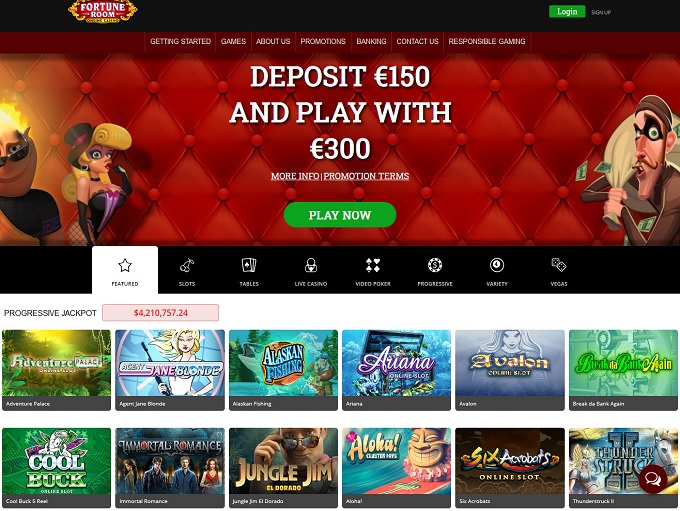 FORTUNE
ROOM
ONLINE CASINO
Login
SIGN UP
GETTING STARTED
GAMES
ABOUT US
PROMOTIONS
BANKING
CONTACT US
RESPONSIBLE GAMING
DEPOSIT €150
AND PLAY WITH
€300
MORE INFO | PROMOTION TERMS
PLAY NOW
FEATURED
SLOTS
TABLES
LIVE CASINO
VIDEO POKER
PROGRESSIVE
VARIETY
VEGAS
PROGRESSIVE JACKPOT
$4,210,757.24
Adventure PALACE
ONLINE SLOT
AGENT JANE BLONDE
ALASKAN
FISHING
Ariana
ONLINE SLOT
Avalon
ONLINE SLOT
Break da Bank Again
Adventure Palace
Agent Jane Blonde
Alaskan Fishing
Ariana
Avalon
Break da Bank Again
COOL
BUCK
ONLINE SLOT
IMMORTAL ROMANCE
JUNGLE JIM
EL DORADO
Aloha!
CLUSTER PAYS
SIX Acrobats
ONLINE SLOT
THUNDER
STRUCK
II
Cool Buck 5 Reel
Immortal Romance
Jungle Jim El Dorado
Aloha!
Six Acrobats
Thunderstruck II